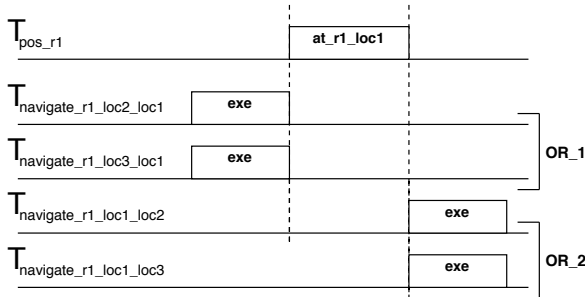 T_pos_r1
at_r1_loc1
T_navigate_r1_loc2_loc1
exe
T_navigate_r1_loc3_loc1
exe
OR_1
T_navigate_r1_loc1_loc2
exe
T_navigate_r1_loc1_loc3
exe
OR_2